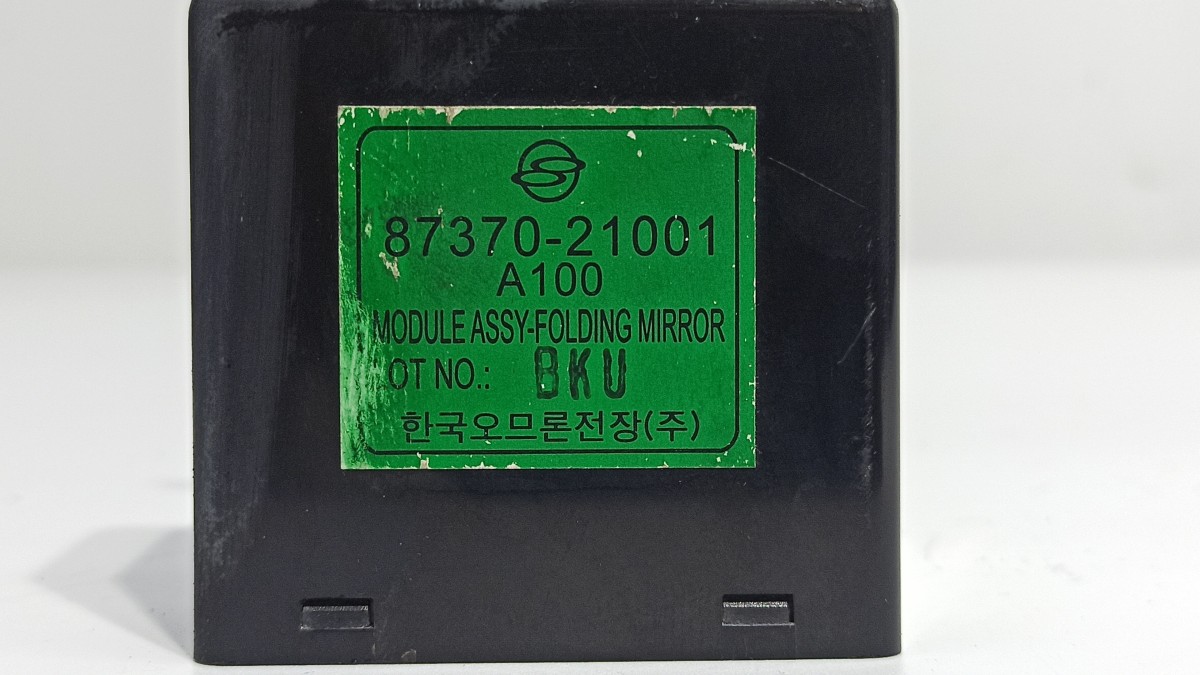 87370-21001
A100
MODULE ASSY-FOLDING MIRROR
OT NO.: BKU
한국오므론전장(주)